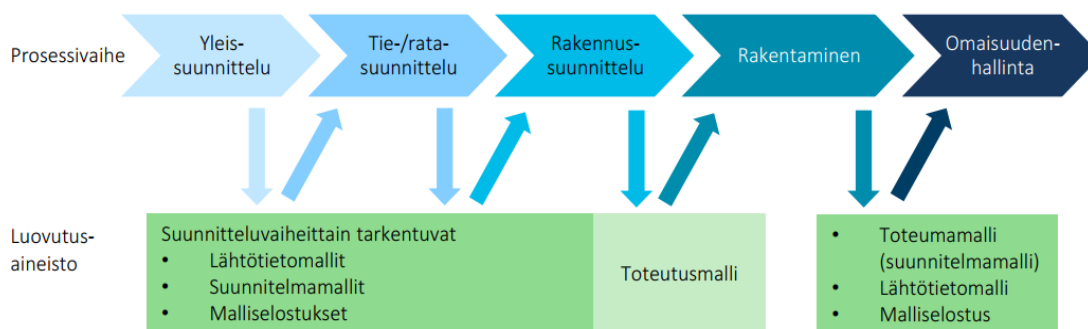 Prosessivaihe
Yleis-
suunnittelu
Tie-/rata-
suunnittelu
Rakennus-
suunnittelu
Rakentaminen
Omaisuuden-
hallinta
Luovutus-
aineisto
Suunnitteluvaiheittain tarkentuvat
• Lähtötietomallit
• Suunnitelmamallit
• Malliselostukset
Toteutusmalli
• Toteumamalli
(suunnitelmamalli)
• Lähtötietomalli
• Malliselostus